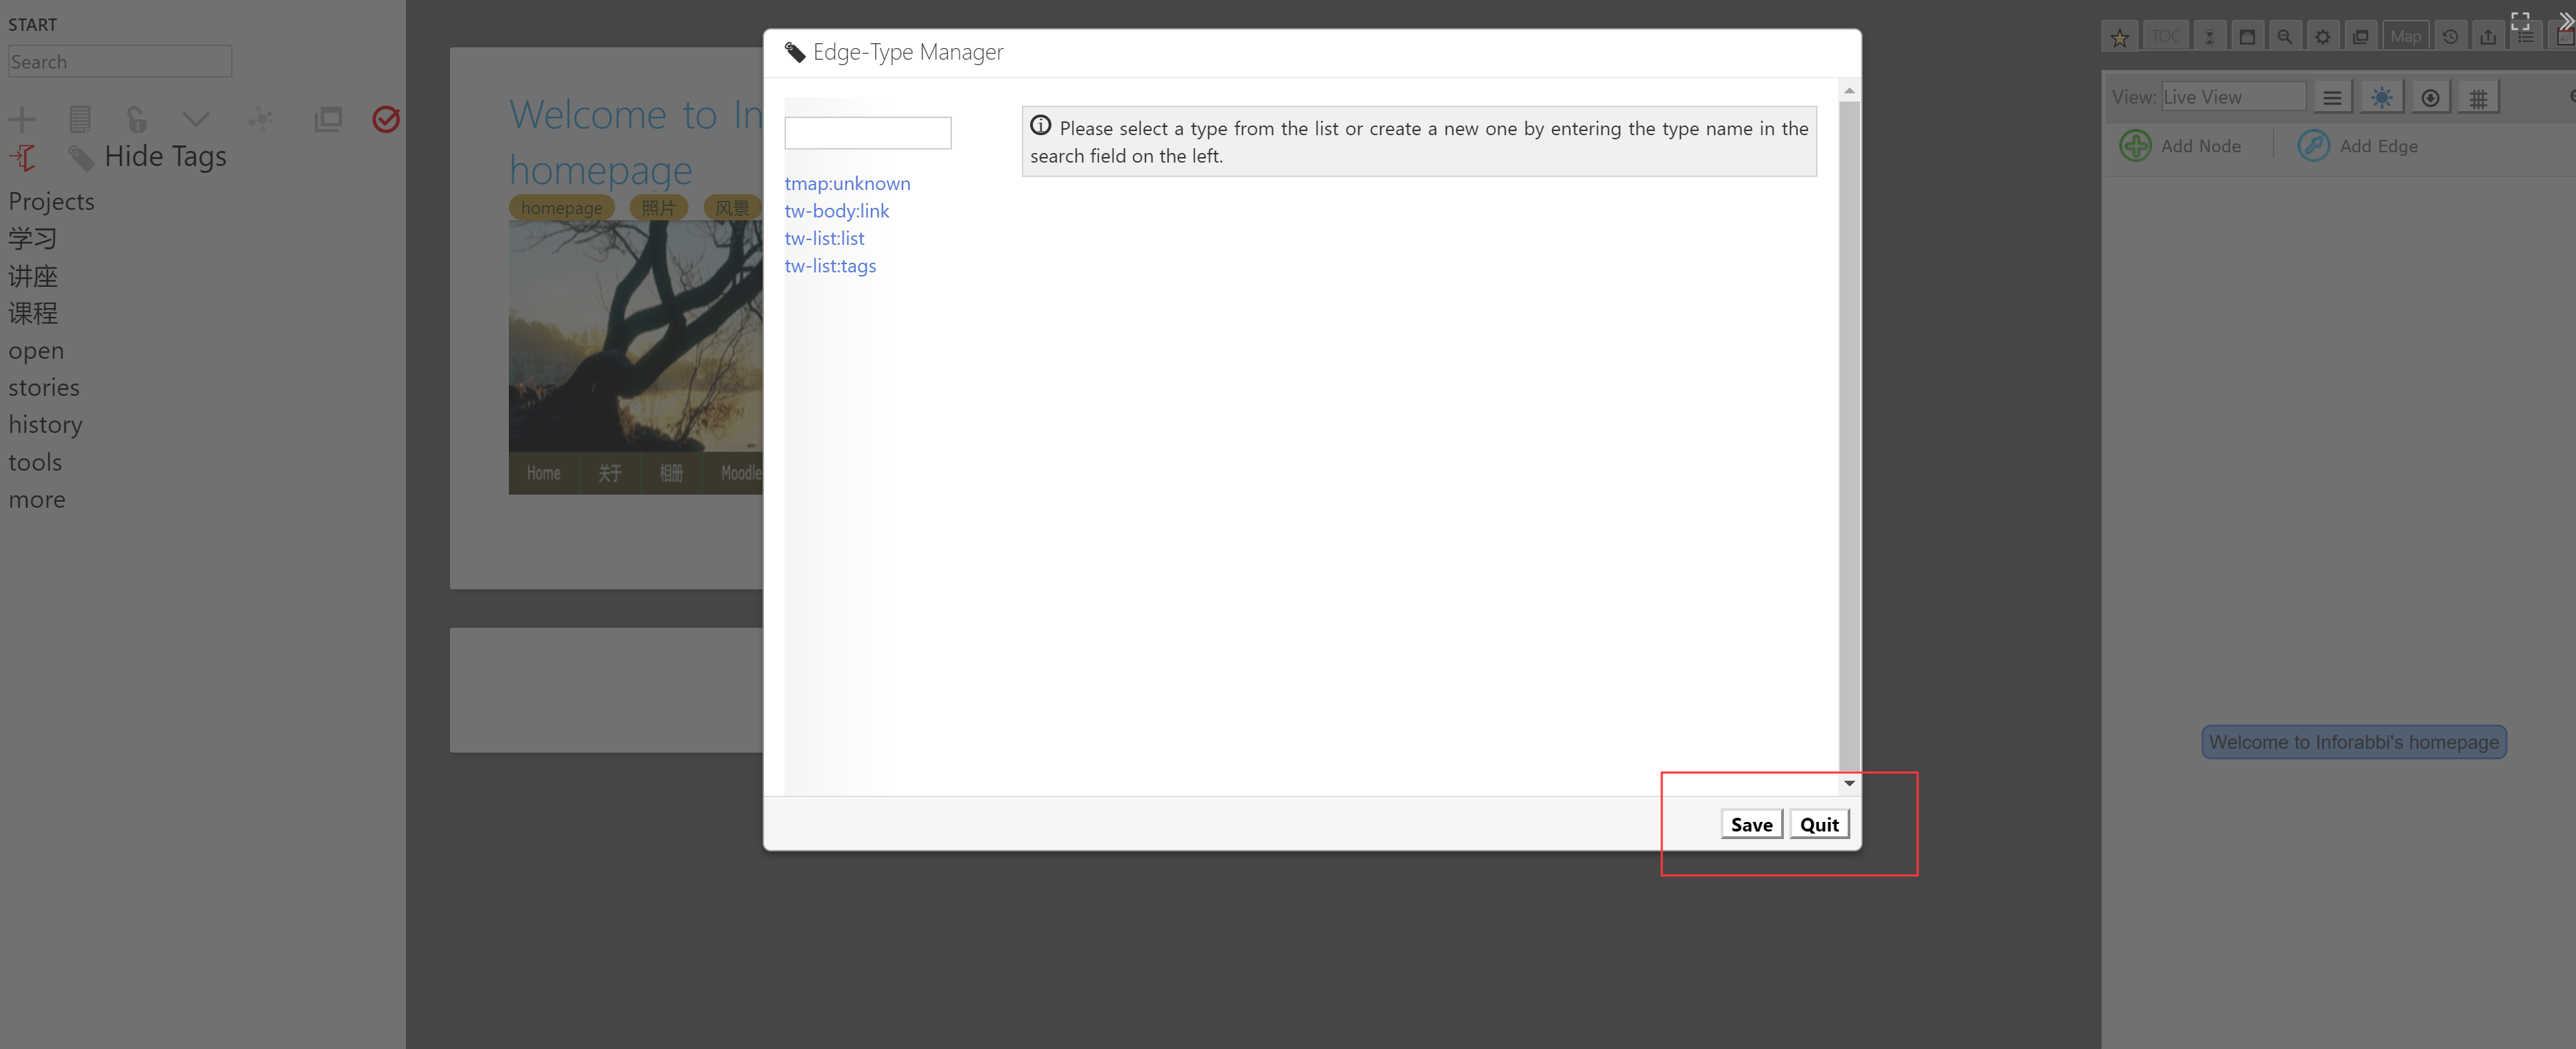 START
Search
Hide Tags
Projects
学习
讲座
课程
open
stories
history
tools
more
Welcome to In
homepage
homepage 照片 风景
Home 关于 相册 Moodle
Edge-Type Manager
Please select a type from the list or create a new one by entering the type name in the
search field on the left.
tmap:unknown
tw-body:link
tw-list:list
tw-list:tags
Save Quit
TOC Map
View: Live View
Add Node Add Edge
Welcome to Inforabbi's homepage